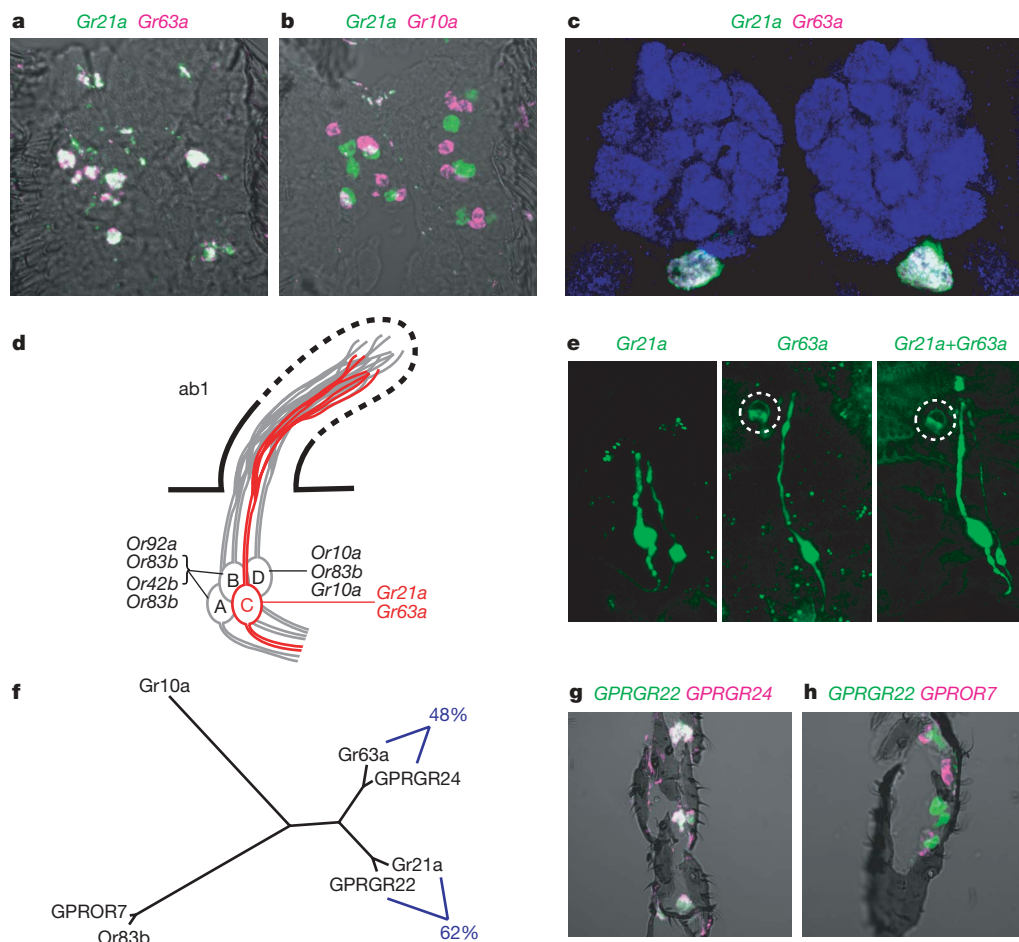 a Gr21a Gr63a
b Gr21a Gr10a
c Gr21a Gr63a
d
ab1
Or92a
Or83b
Or42b
Or83b
A
B
C
D
Or10a
Or83b
Gr10a
Gr21a
Gr63a
e Gr21a Gr63a Gr21a+Gr63a
f
Gr10a
48%
Gr63a
GPRGR24
Gr21a
GPRGR22
GPROR7
Or83b
62%
g GPRGR22 GPRGR24
h GPRGR22 GPROR7